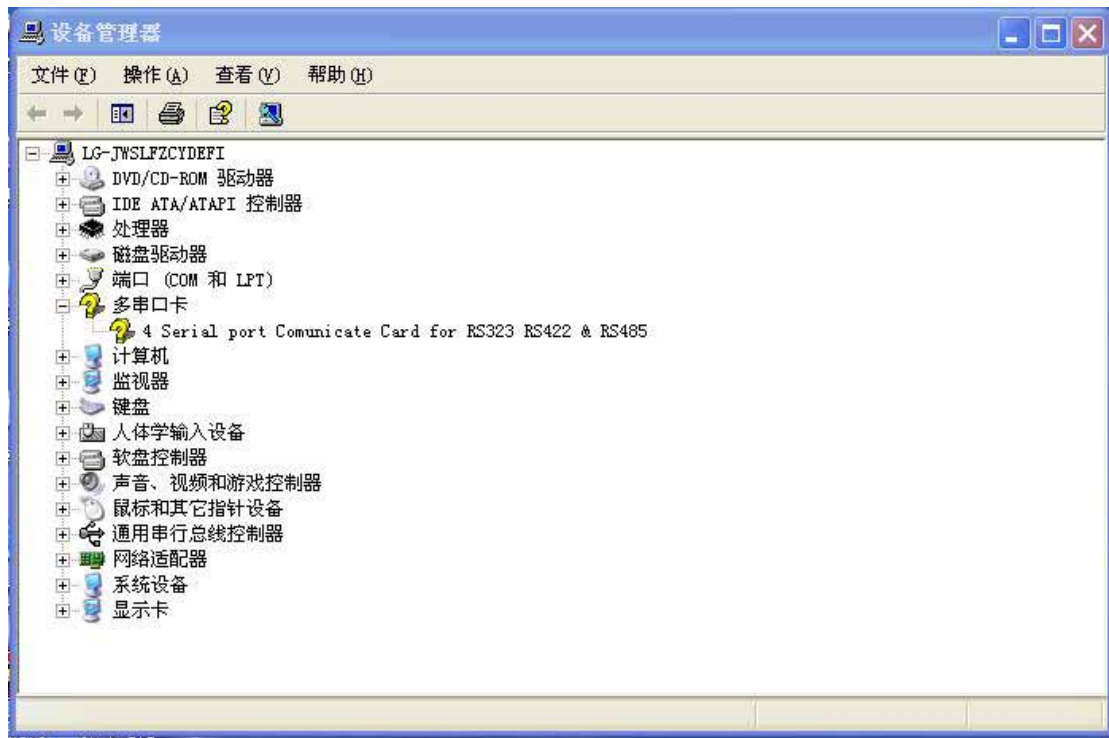 设备管理器
文件(F) 操作(A) 查看(V) 帮助(H)
LG-JWSLFZCYDEFI
DVD/CD-ROM 驱动器
IDE ATA/ATAPI 控制器
处理器
磁盘驱动器
端口 (COM 和 LPT)
多串口卡
4 Serial port Comunicate Card for RS323 RS422 & RS485
计算机
监视器
键盘
人体学输入设备
软盘控制器
声音、视频和游戏控制器
鼠标和其它指针设备
通用串行总线控制器
网络适配器
系统设备
显示卡